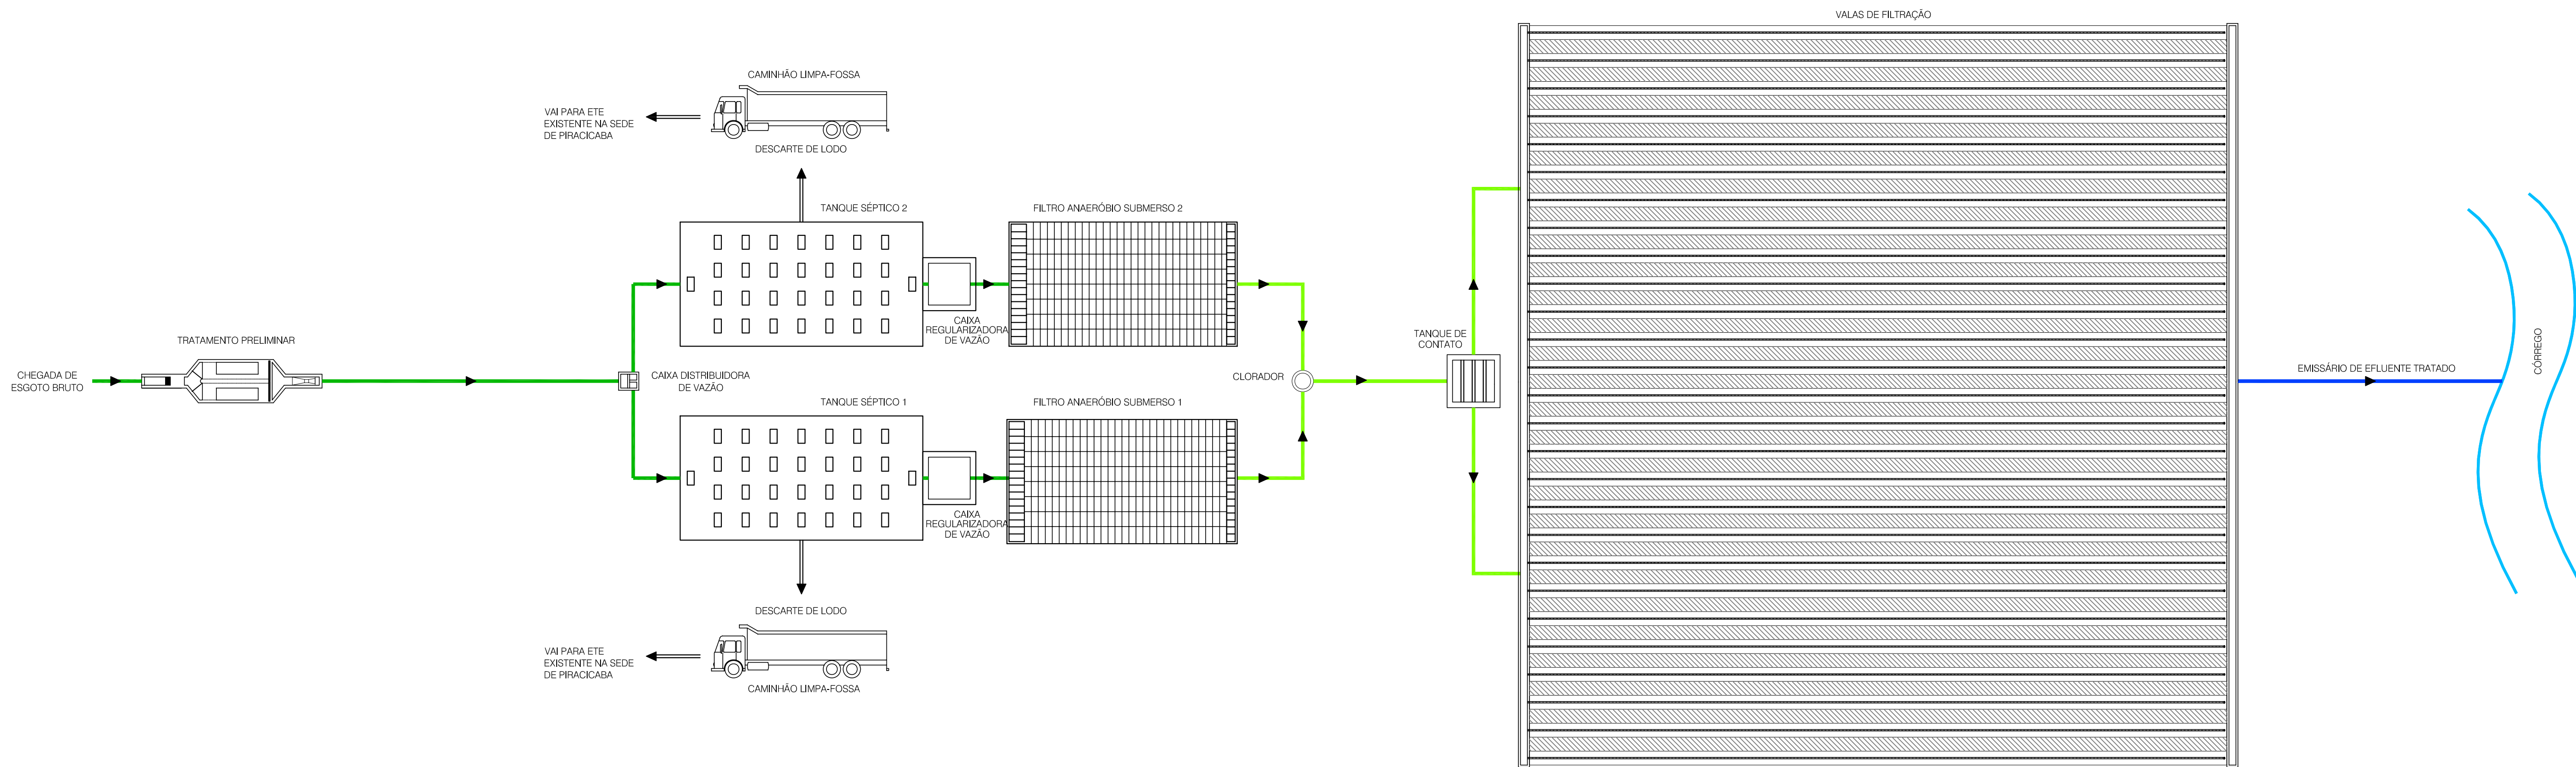 VALAS DE FILTRAÇÃO
CAMINHÃO LIMPA-FOSSA
VAI PARA ETE
EXISTENTE NA SEDE
DE PIRACICABA
DESCARTE DE LODO
TANQUE SÉPTICO 2
FILTRO ANAERÓBIO SUBMERSO 2
CAIXA
REGULARIZADORA
DE VAZÃO
TRATAMENTO PRELIMINAR
CHEGADA DE
ESGOTO BRUTO
CAIXA DISTRIBUIDORA
DE VAZÃO
CLORADOR
TANQUE DE
CONTATO
EMISSÁRIO DE EFLUENTE TRATADO
CÓRREGO
TANQUE SÉPTICO 1
FILTRO ANAERÓBIO SUBMERSO 1
CAIXA
REGULARIZADORA
DE VAZÃO
DESCARTE DE LODO
VAI PARA ETE
EXISTENTE NA SEDE
DE PIRACICABA
CAMINHÃO LIMPA-FOSSA